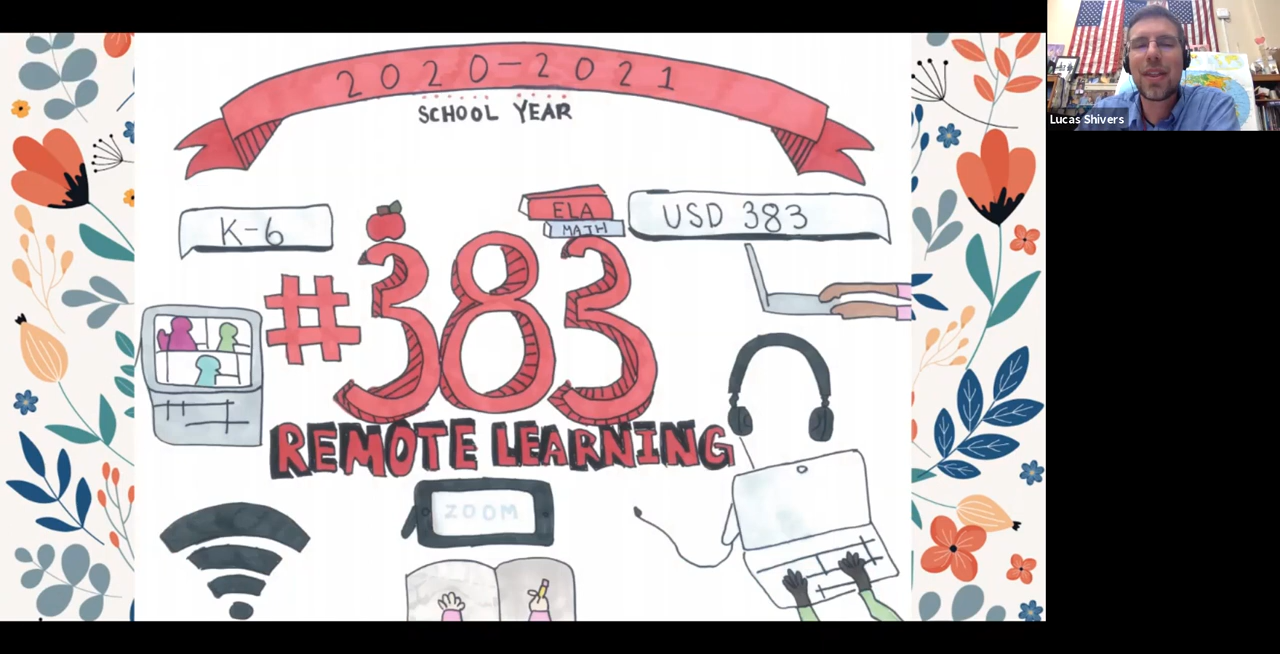 2020-2021
SCHOOL YEAR
Lucas Shivers
K-6
ELA
MATH
USD 383
#383
REMOTE LEARNING
ZOOM